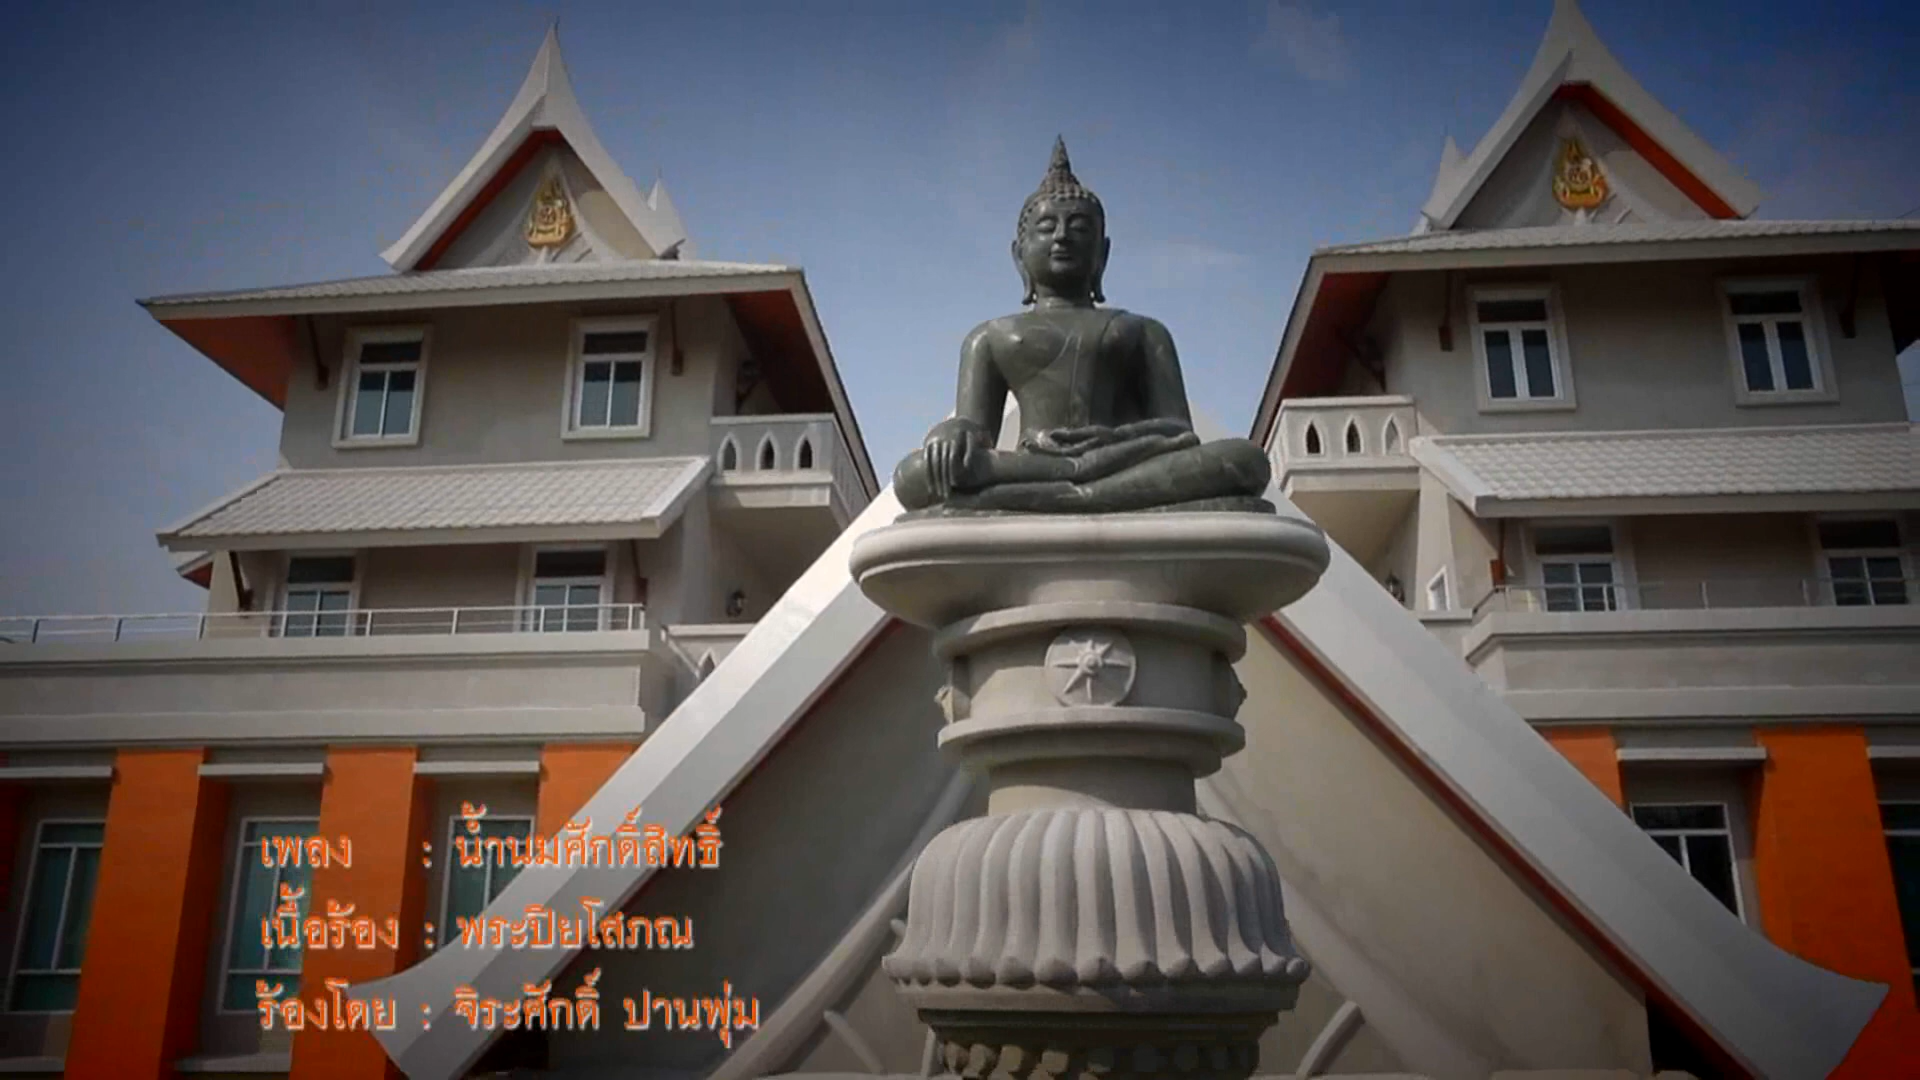 เพลง : น้ำนมศักดิ์สิทธิ์
เนื้อร้อง : พระปิยโสภณ
ร้องโดย : จิระศักดิ์ ปานพุ่ม